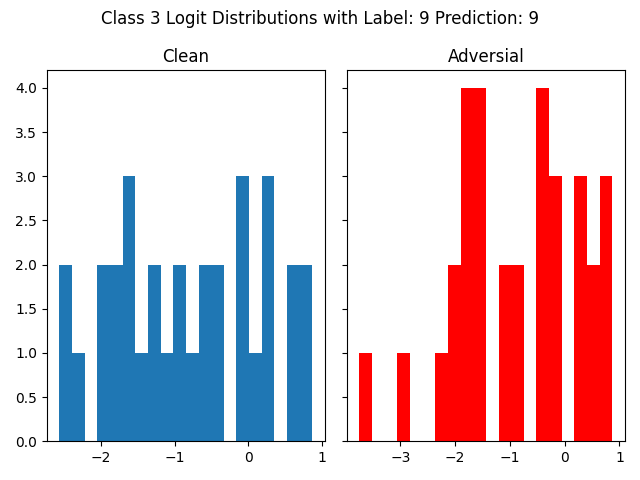 Class 3 Logit Distributions with Label: 9 Prediction: 9
Clean
Adversial
4.0
3.5
3.0
2.5
2.0
1.5
1.0
0.5
0.0
−2 −1 0 1
−3 −2 −1 0 1